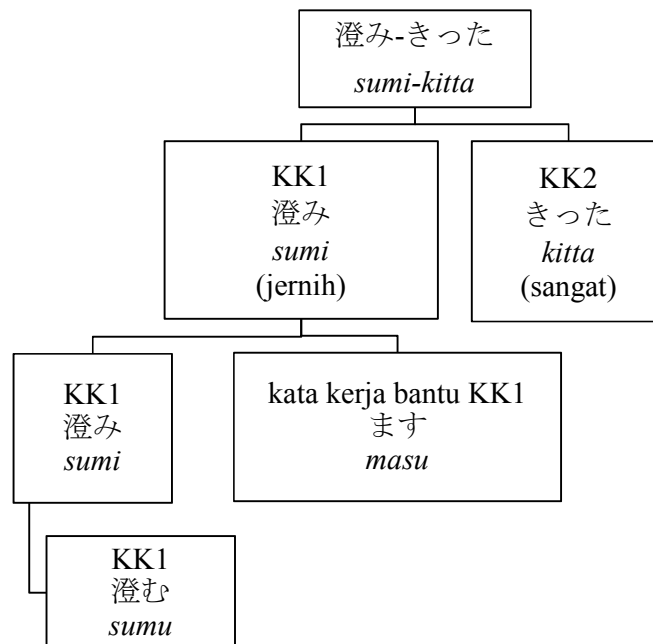 澄み-きった
sumi-kitta
KK1
澄み
sumi
(jernih)
KK2
きった
kitta
(sangat)
KK1
澄み
sumi
kata kerja bantu KK1
ます
masu
KK1
澄む
sumu